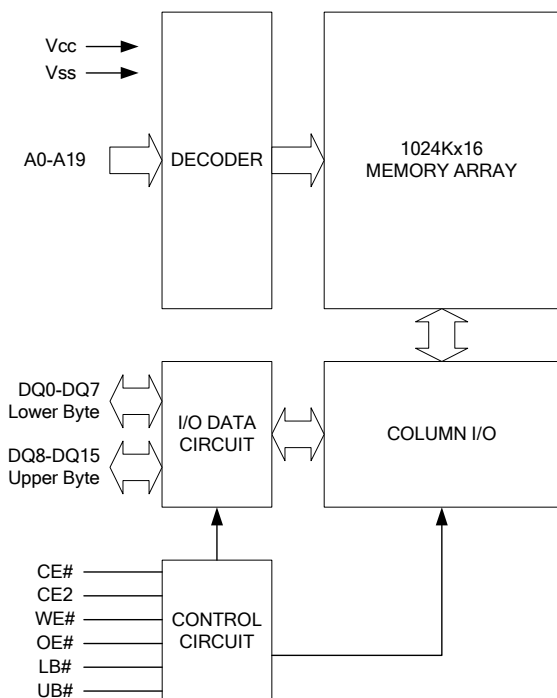 Vcc
Vss
A0-A19
DECODER
1024Kx16
MEMORY ARRAY
DQ0-DQ7
Lower Byte
DQ8-DQ15
Upper Byte
I/O DATA
CIRCUIT
COLUMN I/O
CE#
CE2
WE#
OE#
LB#
UB#
CONTROL
CIRCUIT